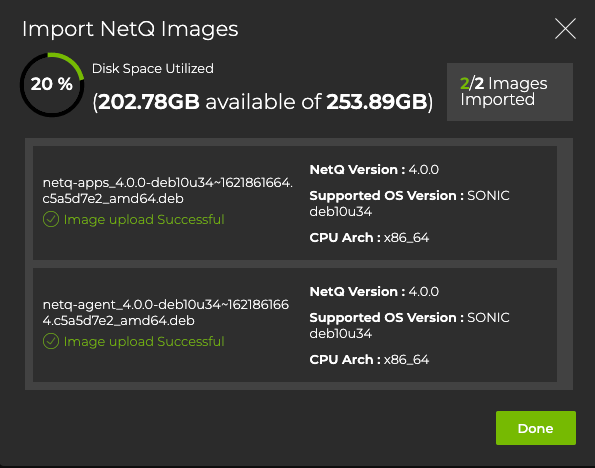 Import NetQ Images
20 %
Disk Space Utilized
(202.78GB available of 253.89GB)
2/2 Images
Imported
netq-apps_4.0.0-deb10u34~1621861664.
c5a5d7e2_amd64.deb
Image upload Successful
NetQ Version : 4.0.0
Supported OS Version : SONIC
deb10u34
CPU Arch : x86_64
netq-agent_4.0.0-deb10u34~162186166
4.c5a5d7e2_amd64.deb
Image upload Successful
NetQ Version : 4.0.0
Supported OS Version : SONIC
deb10u34
CPU Arch : x86_64
Done